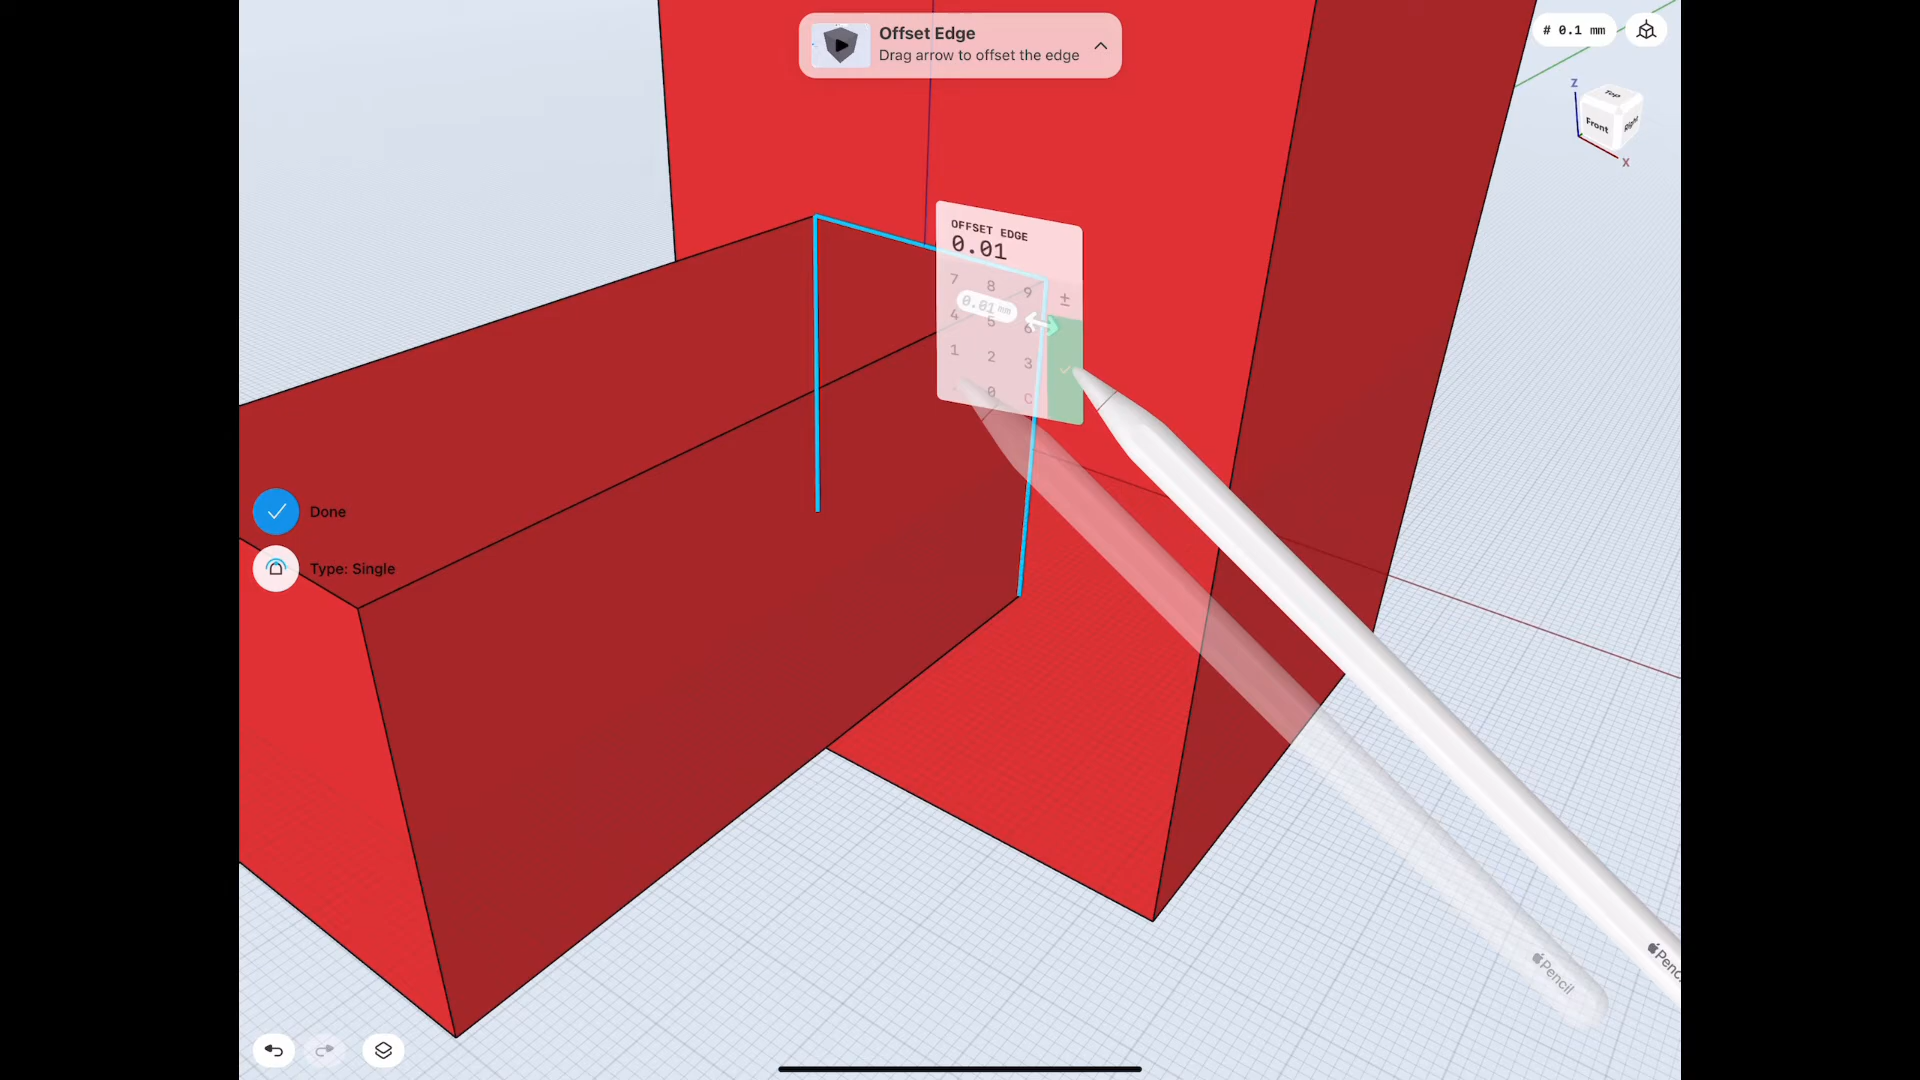 Offset Edge
Drag arrow to offset the edge
# 0.1 mm
Z
Top
Front
Right
X
OFFSET EDGE
0.01
7 8 9 ±
0.01 mm
4 5 6
1 2 3
. 0 C
Done
Type: Single
Pencil
Penc